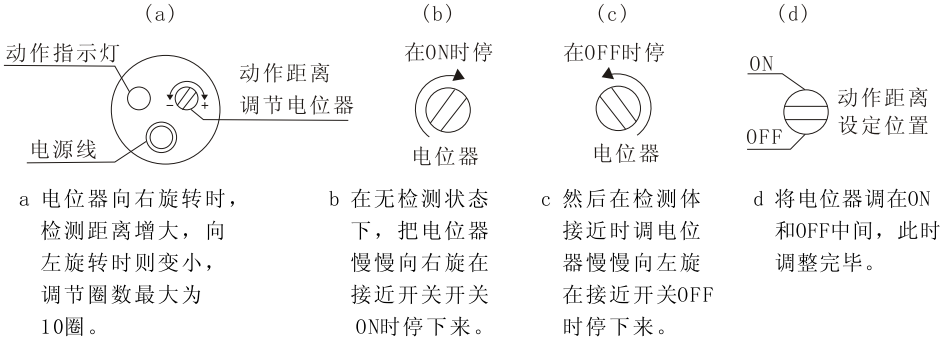 (a)
动作指示灯
动作距离
调节电位器
- +
电源线
a 电位器向右旋转时，
检测距离增大，向
左旋转时则变小，
调节圈数最大为
10圈。
(b)
在ON时停
电位器
b 在无检测状态
下，把电位器
慢慢向右旋在
接近开关开关
ON时停下来。
(c)
在OFF时停
电位器
c 然后在检测体
接近时调电位
器慢慢向左旋
在接近开关OFF
时停下来。
(d)
ON
动作距离
设定位置
OFF
d 将电位器调在ON
和OFF中间，此时
调整完毕。